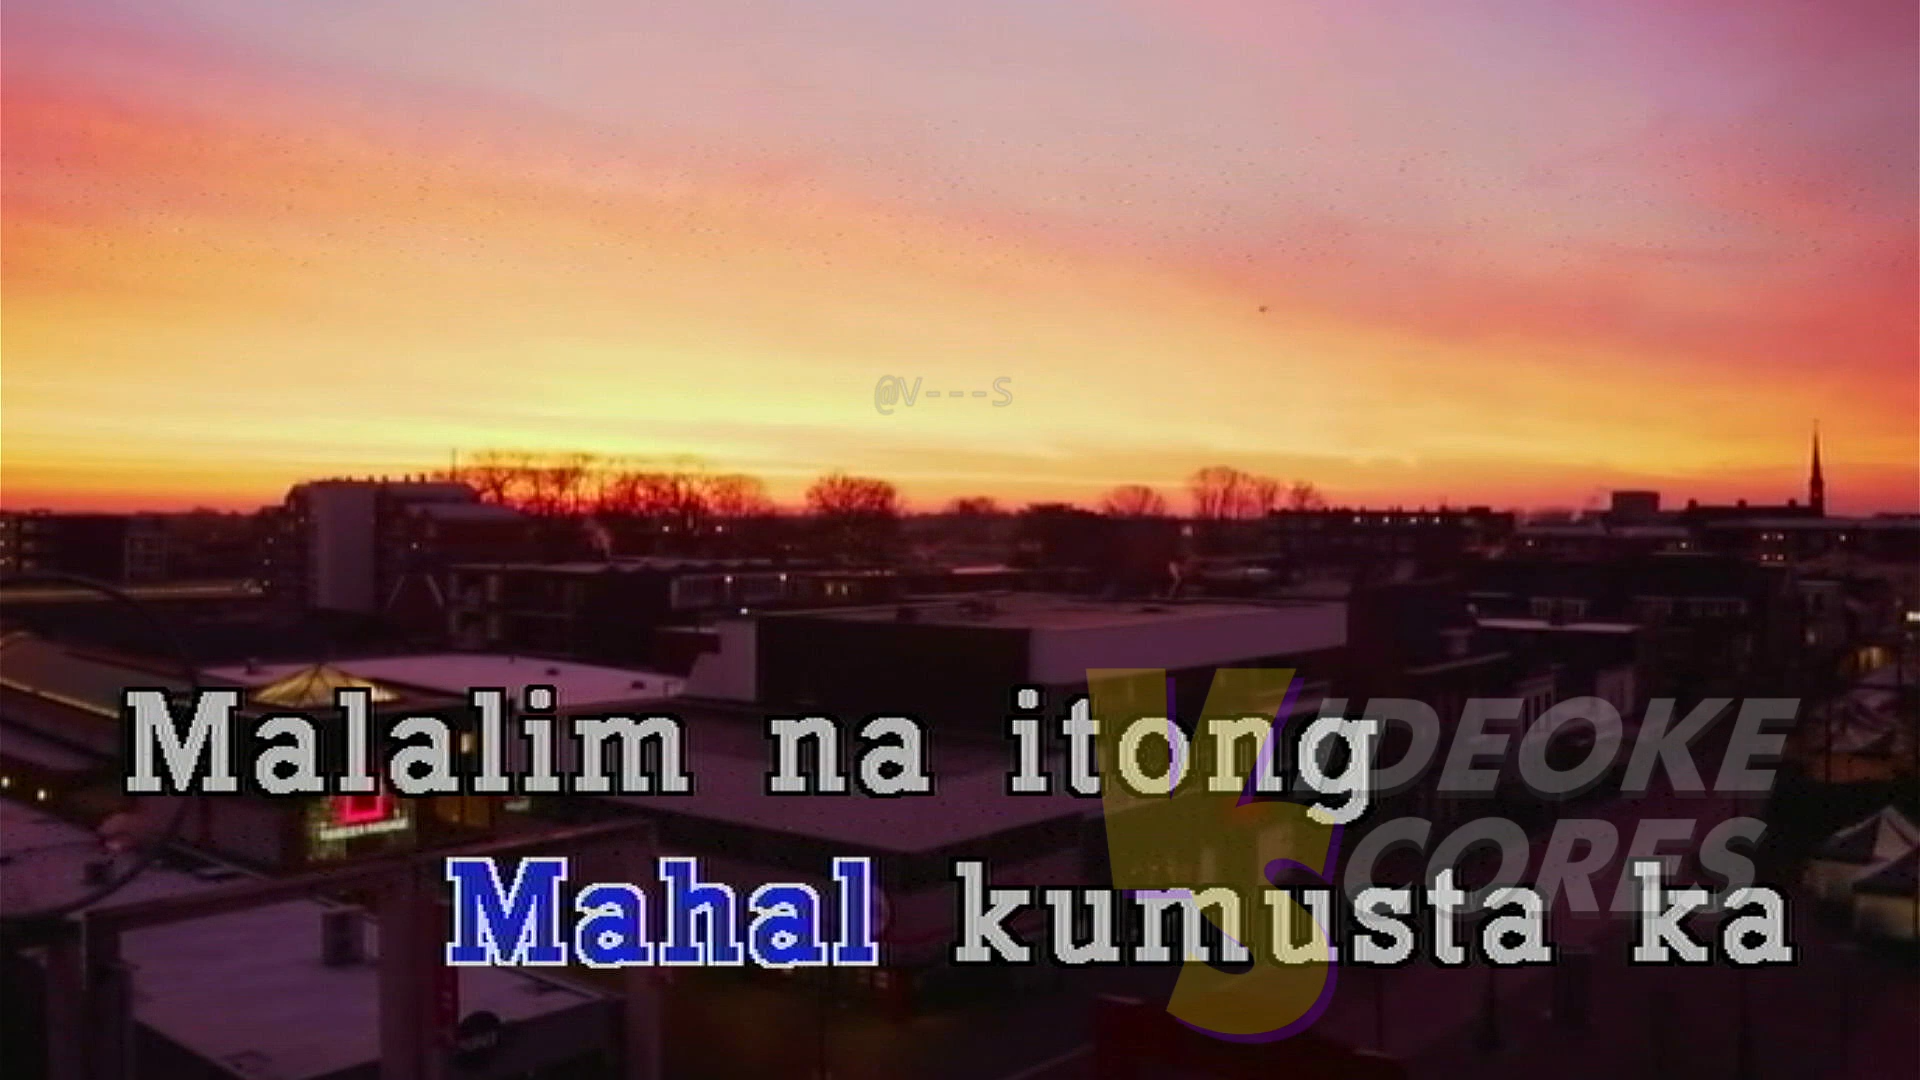 @V---S
Malalim na itong
Mahal kumusta ka
VIDEOKE
SCORES